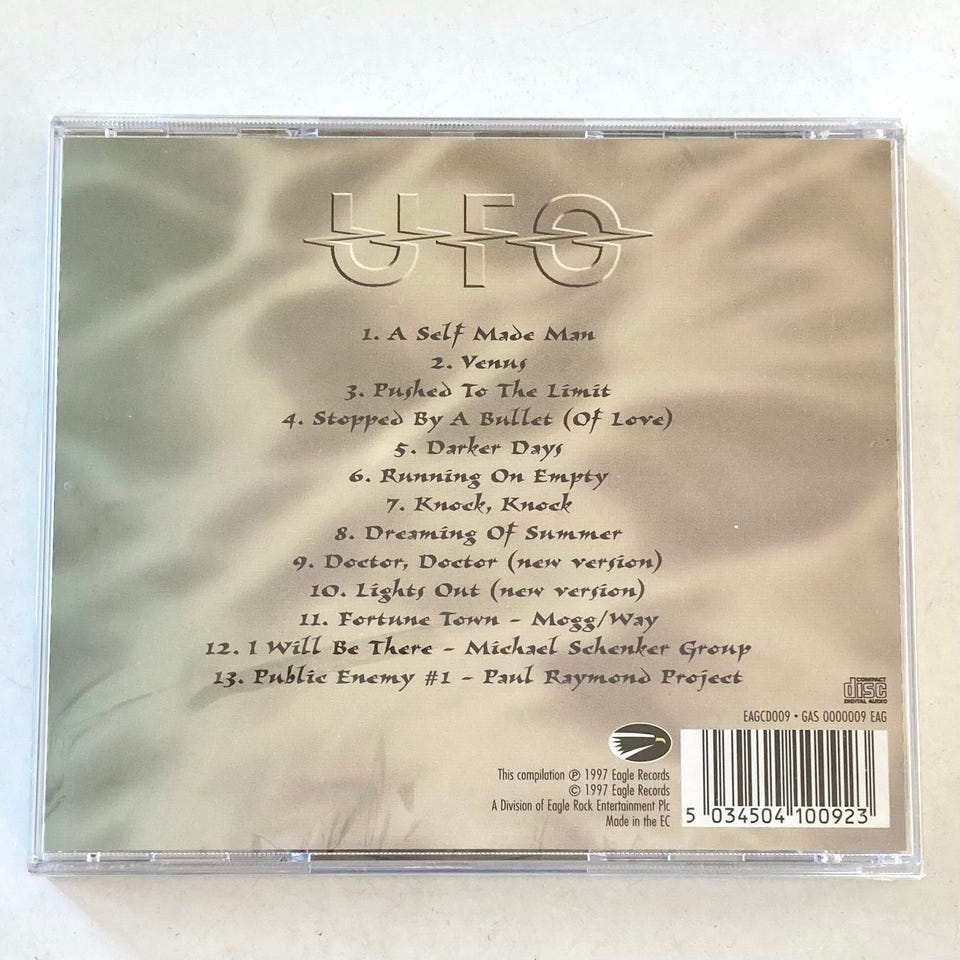 UFO
1. A Self Made Man
2. Venus
3. Pushed To The Limit
4. Stopped By A Bullet (Of Love)
5. Darker Days
6. Running On Empty
7. Knock, Knock
8. Dreaming Of Summer
9. Doctor, Doctor (new version)
10. Lights Out (new version)
11. Fortune Town - Mogg/Way
12. I Will Be There - Michael Schenker Group
13. Public Enemy #1 - Paul Raymond Project
COMPACT
disc
DIGITAL AUDIO
EAGCD009 • GAS 0000009 EAG
This compilation ℗ 1997 Eagle Records
© 1997 Eagle Records
A Division of Eagle Rock Entertainment Plc
Made in the EC
5 034504 100923